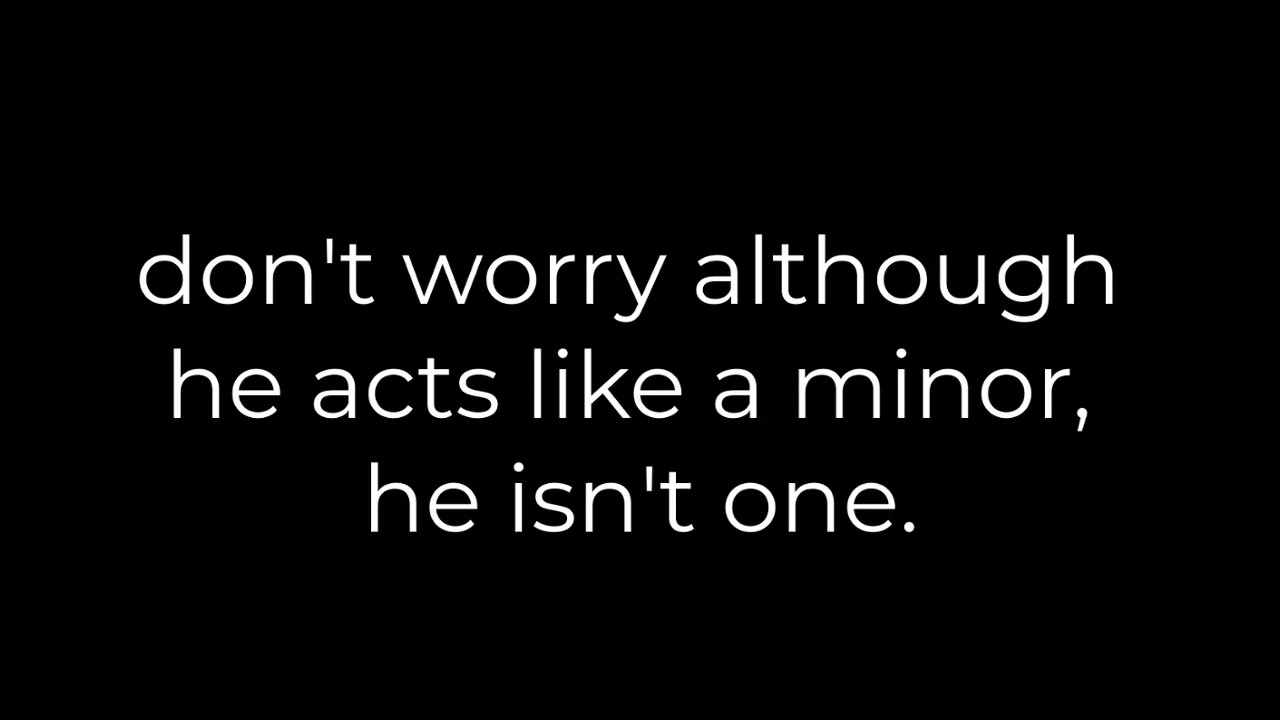 don't worry although
he acts like a minor,
he isn't one.